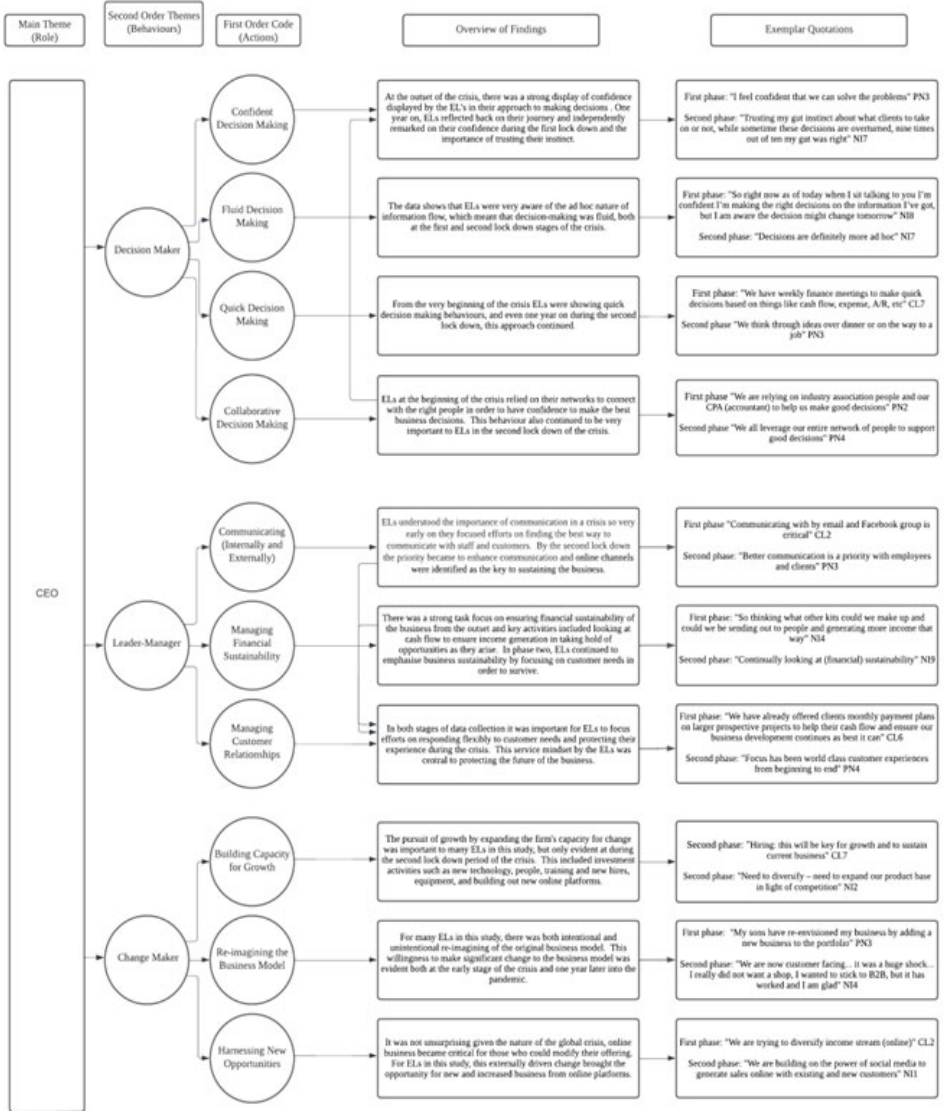 Main Theme
(Role)
Second Order Themes
(Behaviours)
First Order Code
(Actions)
Overview of Findings
Exemplar Quotations
CEO
Decision Maker
Confident
Decision Making
At the outset of the crisis, there was a strong display of confidence
displayed by the EL's in their approach to making decisions . One
year on, ELs reflected back on their journey and independently
remarked on their confidence during the first lock down and the
importance of trusting their instinct.
First phase: "I feel confident that we can solve the problems" PN3
Second phase: "Trusting my gut instinct about what clients to take
on or not, while sometime these decisions are overturned, nine times
out of ten my gut was right" NI7
Fluid Decision
Making
The data shows that ELs were very aware of the ad hoc nature of
information flow, which meant that decision-making was fluid, both
at the first and second lock down stages of the crisis.
First phase: "So right now as of today when I sit talking to you I'm
confident I'm making the right decisions on the information I've got,
but I am aware the decision might change tomorrow" NI8
Second phase: "Decisions are definitely more ad hoc" NI7
Quick Decision
Making
From the very beginning of the crisis ELs were showing quick
decision making behaviours, and even one year on during the second
lock down, this approach continued.
First phase: "We have weekly finance meetings to make quick
decisions based on things like cash flow, expense, A/R, etc" CL7
Second phase "We think through ideas over dinner or on the way to a
job" PN3
Collaborative
Decision Making
ELs at the beginning of the crisis relied on their networks to connect
with the right people in order to have confidence to make the best
business decisions. This behaviour also continued to be very
important to ELs in the second lock down of the crisis.
First phase "We are relying on industry association people and our
CPA (accountant) to help us make good decisions" PN2
Second phase "We all leverage our entire network of people to support
good decisions" PN4
Leader-Manager
Communicating
(Internally and
Externally)
ELs understood the importance of communication in a crisis so very
early on they focused efforts on finding the best way to
communicate with staff and customers. By the second lock down
the priority became to enhance communication and online channels
were identified as the key to sustaining the business.
First phase "Communicating with by email and Facebook group is
critical" CL2
Second phase: "Better communication is a priority with employees
and clients" PN3
Managing
Financial
Sustainability
There was a strong task focus on ensuring financial sustainability of
the business from the outset and key activities included looking at
cash flow to ensure income generation in taking hold of
opportunities as they arise. In phase two, ELs continued to
emphasise business sustainability by focusing on customer needs in
order to survive.
First phase: "So thinking what other kits could we make up and
could we be sending out to people and generating more income that
way" NI4
Second phase: "Continually looking at (financial) sustainability" NI9
Managing
Customer
Relationships
In both stages of data collection it was important for ELs to focus
efforts on responding flexibly to customer needs and protecting their
experience during the crisis. This service mindset by the ELs was
central to protecting the future of the business.
First phase: "We have already offered clients monthly payment plans
on larger prospective projects to help their cash flow and ensure our
business development continues as best it can" CL6
Second phase: "Focus has been world class customer experiences
from beginning to end" PN4
Change Maker
Building Capacity
for Growth
The pursuit of growth by expanding the firm's capacity for change
was important to many ELs in this study, but only evident at during
the second lock down period of the crisis. This included investment
activities such as new technology, people, training and new hires,
equipment, and building out new online platforms.
Second phase: "Hiring: this will be key for growth and to sustain
current business" CL7
Second phase: "Need to diversify – need to expand our product base
in light of competition" NI2
Re-imagining the
Business Model
For many ELs in this study, there was both intentional and
unintentional re-imagining of the original business model. This
willingness to make significant change to the business model was
evident both at the early stage of the crisis and one year later into the
pandemic.
First phase: "My sons have re-envisioned my business by adding a
new business to the portfolio" PN3
Second phase: "We are now customer facing... it was a huge shock...
I really did not want a shop, I wanted to stick to B2B, but it has
worked and I am glad" NI4
Harnessing New
Opportunities
It was not unsurprising given the nature of the global crisis, online
business became critical for those who could modify their offering.
For ELs in this study, this externally driven change brought the
opportunity for new and increased business from online platforms.
First phase: "We are trying to diversify income stream (online)" CL2
Second phase: "We are building on the power of social media to
generate sales online with existing and new customers" NI1